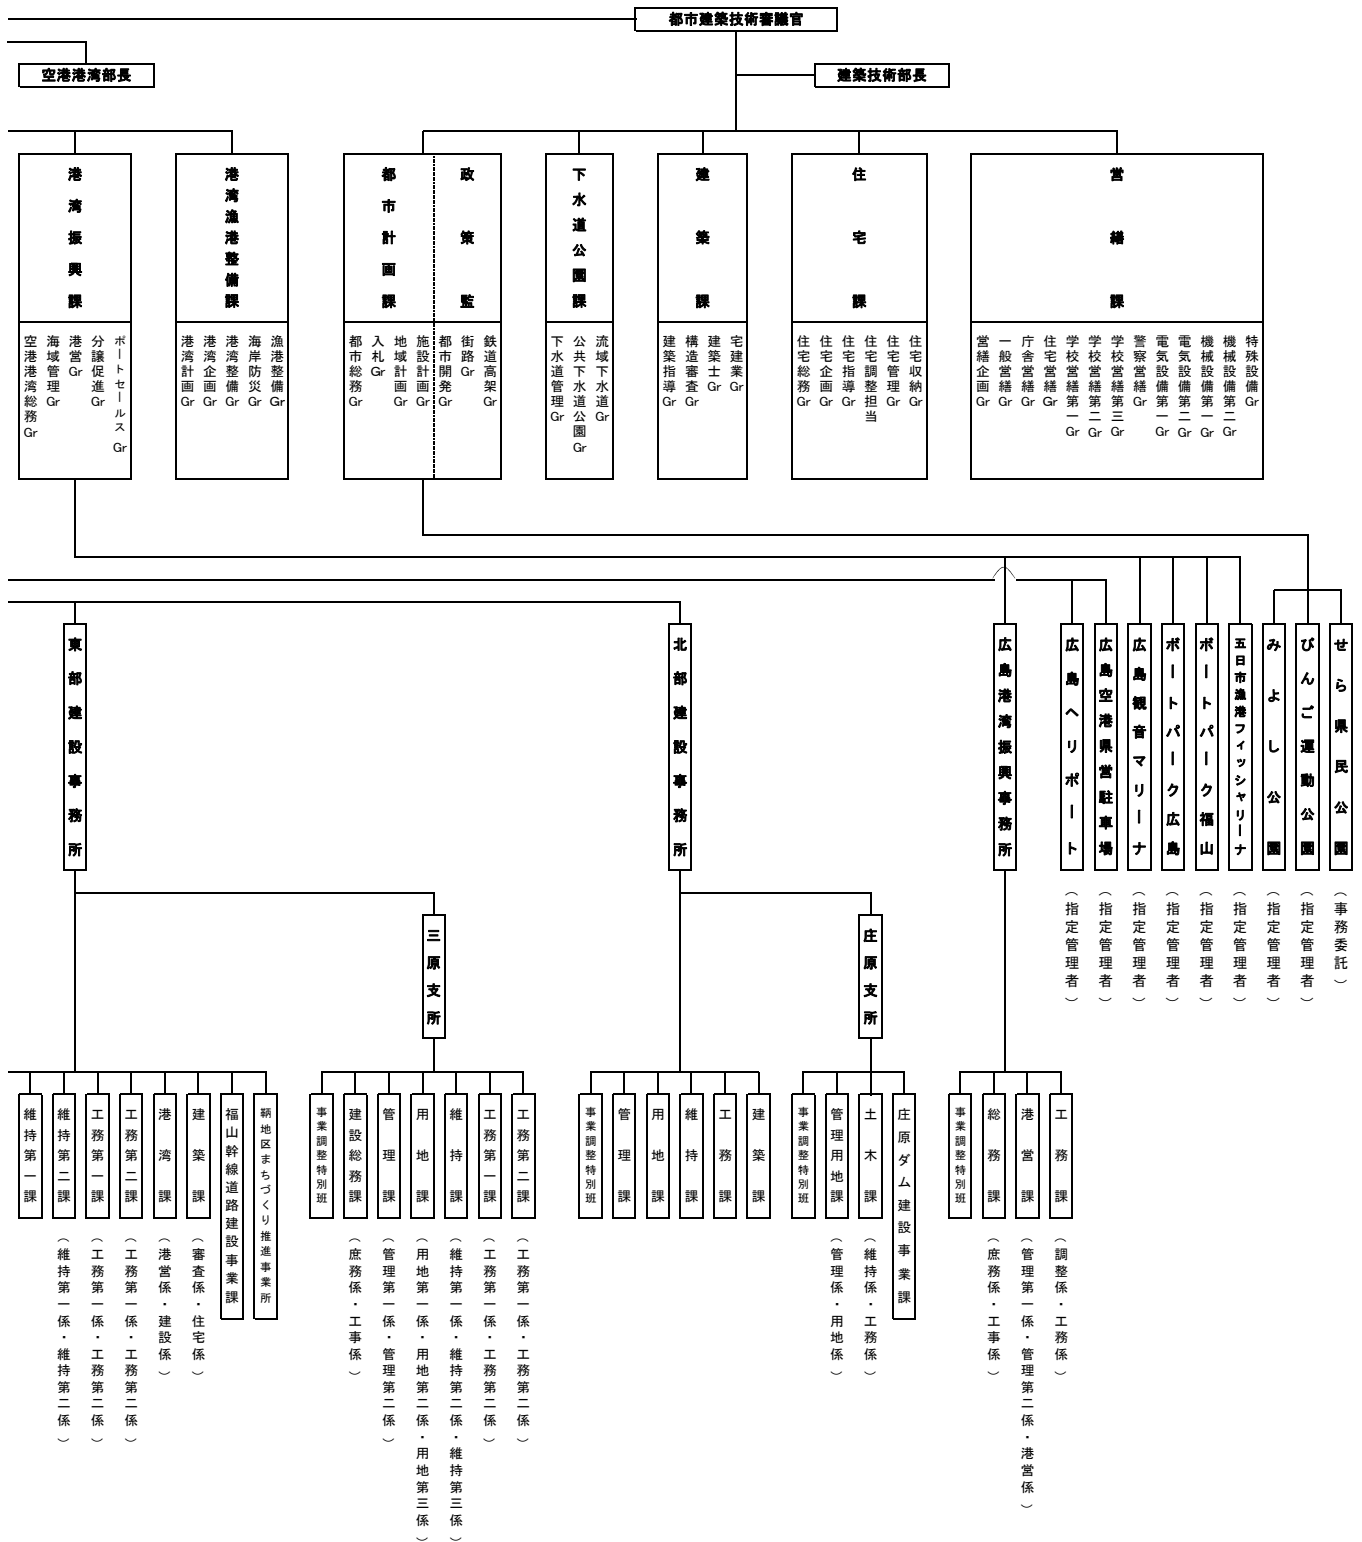 都市建築技術審議官
空港港湾部長
建築技術部長
港湾振興課
港湾漁港整備課
都市計画課
政策監
下水道公園課
建築課
住宅課
営繕課
空港港湾総務Gr
海域管理Gr
港営Gr
分譲促進Gr
ポートセールスGr
港湾計画Gr
港湾企画Gr
港湾整備Gr
海岸防災Gr
漁港整備Gr
都市総務Gr
入札Gr
地域計画Gr
施設計画Gr
都市開発Gr
街路Gr
鉄道高架Gr
下水道管理Gr
公共下水道公園Gr
流域下水道Gr
建築指導Gr
構造審査Gr
建築士Gr
宅建業Gr
住宅総務Gr
住宅企画Gr
住宅指導Gr
住宅調整担当
住宅管理Gr
住宅収納Gr
営繕企画Gr
一般営繕Gr
庁舎営繕Gr
住宅営繕Gr
学校営繕第一Gr
学校営繕第二Gr
学校営繕第三Gr
警察営繕Gr
電気設備第一Gr
電気設備第二Gr
機械設備第一Gr
機械設備第二Gr
特殊設備Gr
東部建設事務所
北部建設事務所
広島港湾振興事務所
広島ヘリポート
（指定管理者）
広島空港県営駐車場
（指定管理者）
広島観音マリーナ
（指定管理者）
ボートパーク広島
（指定管理者）
ボートパーク福山
（指定管理者）
五日市漁港フィッシャリーナ
（指定管理者）
みよし公園
（指定管理者）
びんご運動公園
（指定管理者）
せら県民公園
（事務委託）
三原支所
庄原支所
維持第一課
維持第二課
（維持第一係・維持第二係）
工務第一課
（工務第一係・工務第二係）
工務第二課
（工務第一係・工務第二係）
港湾課
（港営係・建設係）
建築課
（審査係・住宅係）
福山幹線道路建設事業課
鞆地区まちづくり推進事業所
事業調整特別班
建設総務課
（庶務係・工事係）
管理課
（管理第一係・管理第二係）
用地課
（用地第一係・用地第二係・用地第三係）
維持課
（維持第一係・維持第二係・維持第三係）
工務第一課
（工務第一係・工務第二係）
工務第二課
（工務第一係・工務第二係）
事業調整特別班
管理課
用地課
維持課
工務課
建築課
事業調整特別班
管理用地課
（管理係・用地係）
土木課
（維持係・工務係）
庄原ダム建設事業課
事業調整特別班
総務課
（庶務係・工事係）
港営課
（管理第一係・管理第二係・港営係）
工務課
（調整係・工務係）